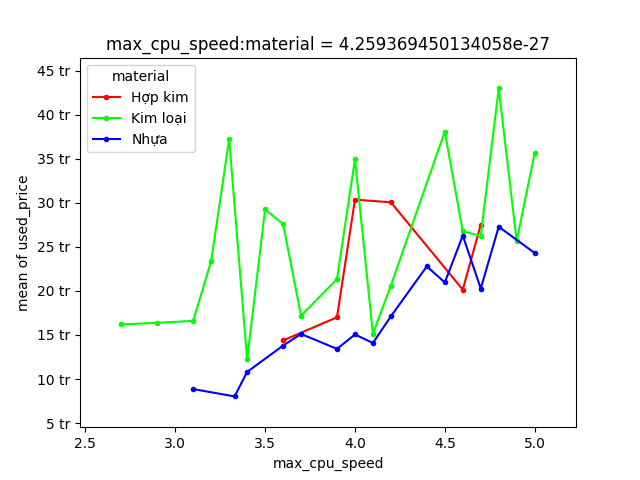 max_cpu_speed:material = 4.259369450134058e-27
45 tr
40 tr
35 tr
30 tr
25 tr
20 tr
15 tr
10 tr
5 tr
mean of used_price
material
Hợp kim
Kim loại
Nhựa
2.5 3.0 3.5 4.0 4.5 5.0
max_cpu_speed